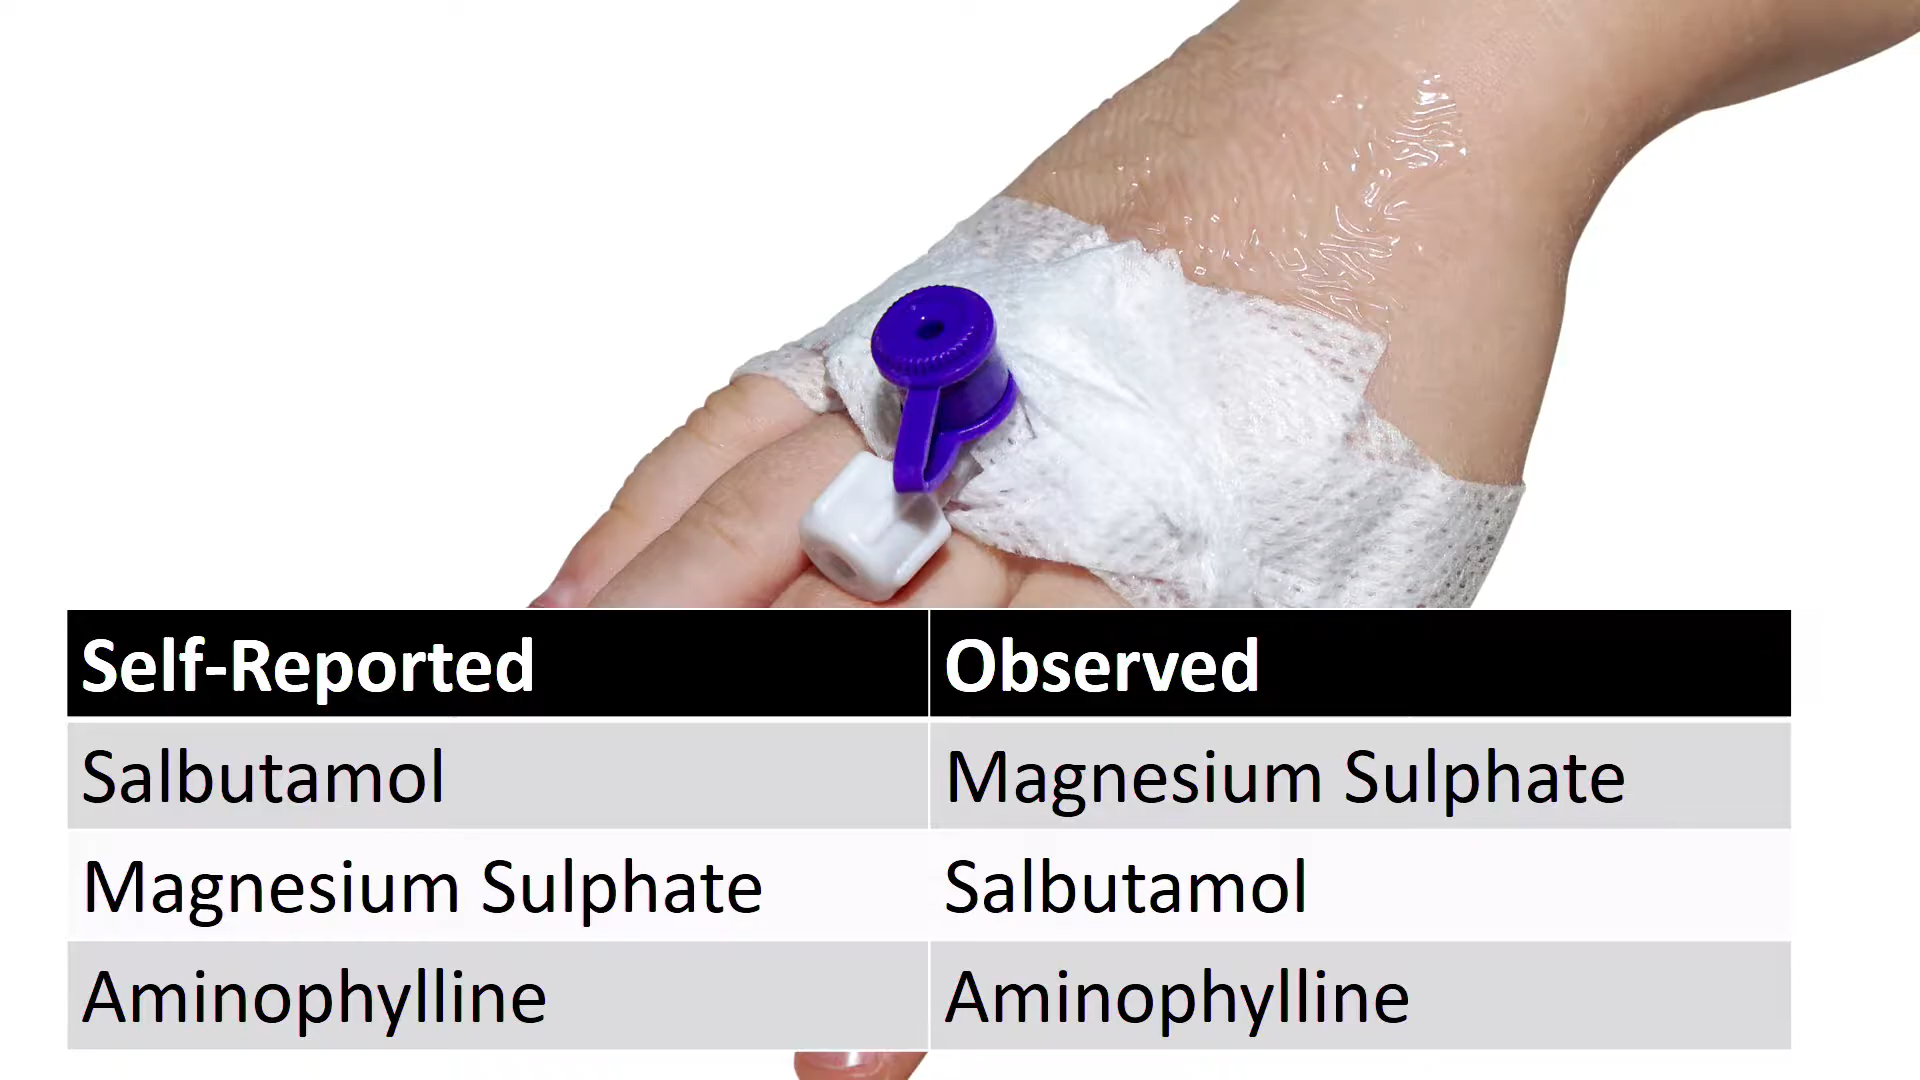 Self-Reported Observed
Salbutamol Magnesium Sulphate
Magnesium Sulphate Salbutamol
Aminophylline Aminophylline